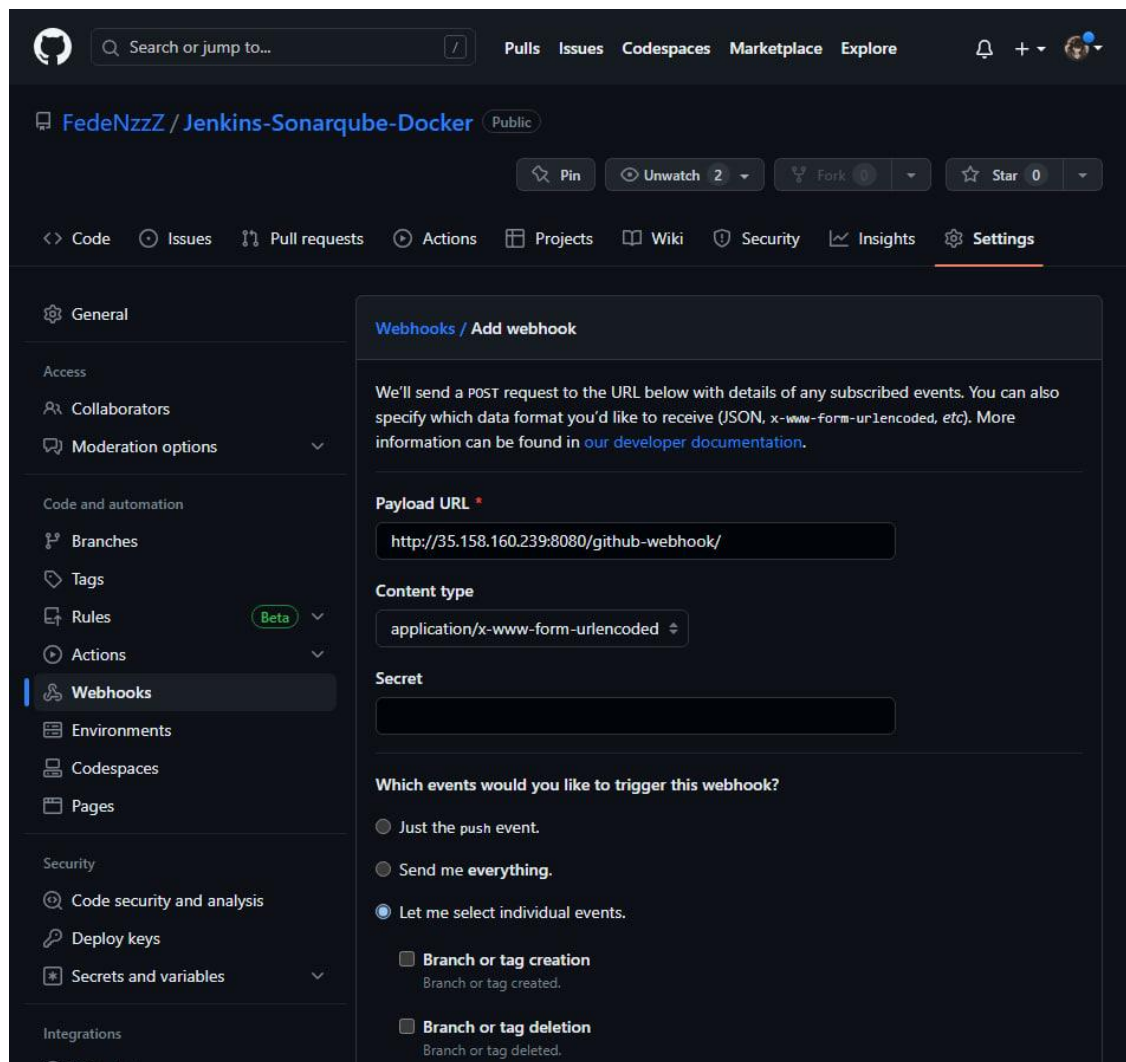 Search or jump to... /
Pulls Issues Codespaces Marketplace Explore
FedeNzzZ / Jenkins-Sonarqube-Docker Public
Pin Unwatch 2 Fork 0 Star 0
Code Issues Pull requests Actions Projects Wiki Security Insights Settings
General
Access
Collaborators
Moderation options
Code and automation
Branches
Tags
Rules Beta
Actions
Webhooks
Environments
Codespaces
Pages
Security
Code security and analysis
Deploy keys
Secrets and variables
Integrations
Webhooks / Add webhook
We'll send a POST request to the URL below with details of any subscribed events. You can also
specify which data format you'd like to receive (JSON, x-www-form-urlencoded, etc). More
information can be found in our developer documentation.
Payload URL *
http://35.158.160.239:8080/github-webhook/
Content type
application/x-www-form-urlencoded
Secret
Which events would you like to trigger this webhook?
Just the push event.
Send me everything.
Let me select individual events.
Branch or tag creation
Branch or tag created.
Branch or tag deletion
Branch or tag deleted.